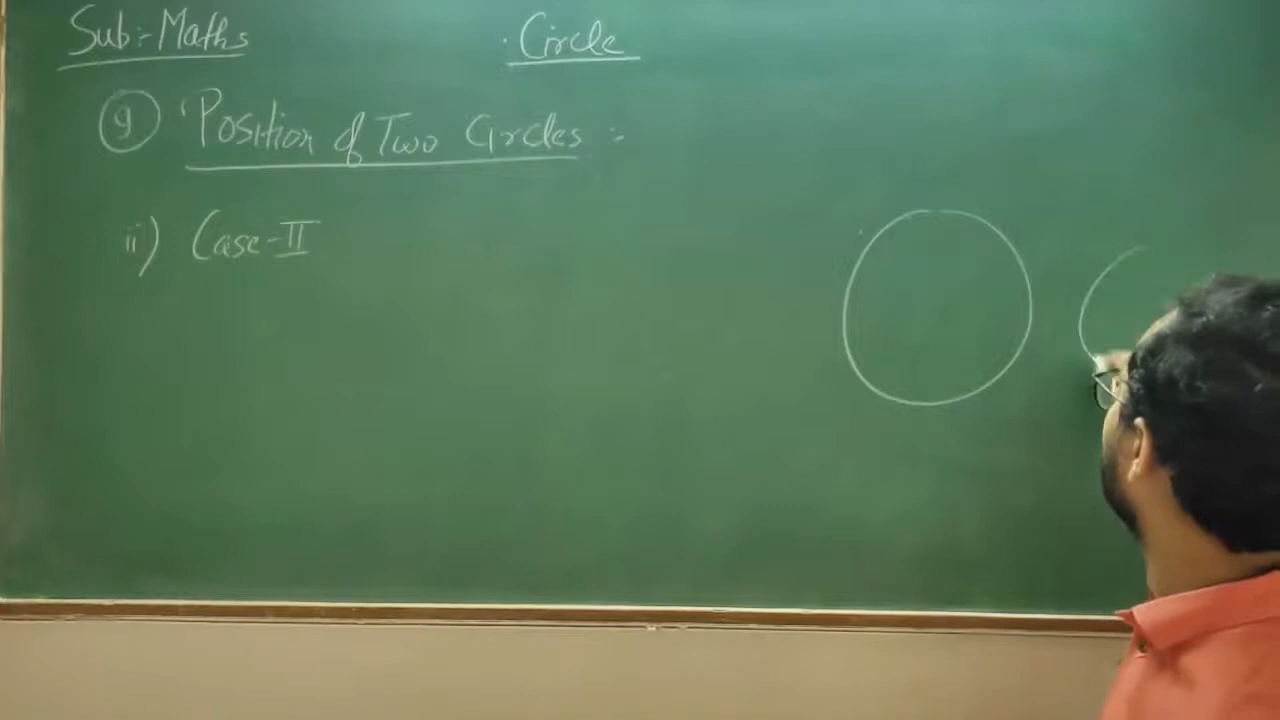 Sub:- Maths
Circle
9 Position of Two Circles :-
ii) Case-II